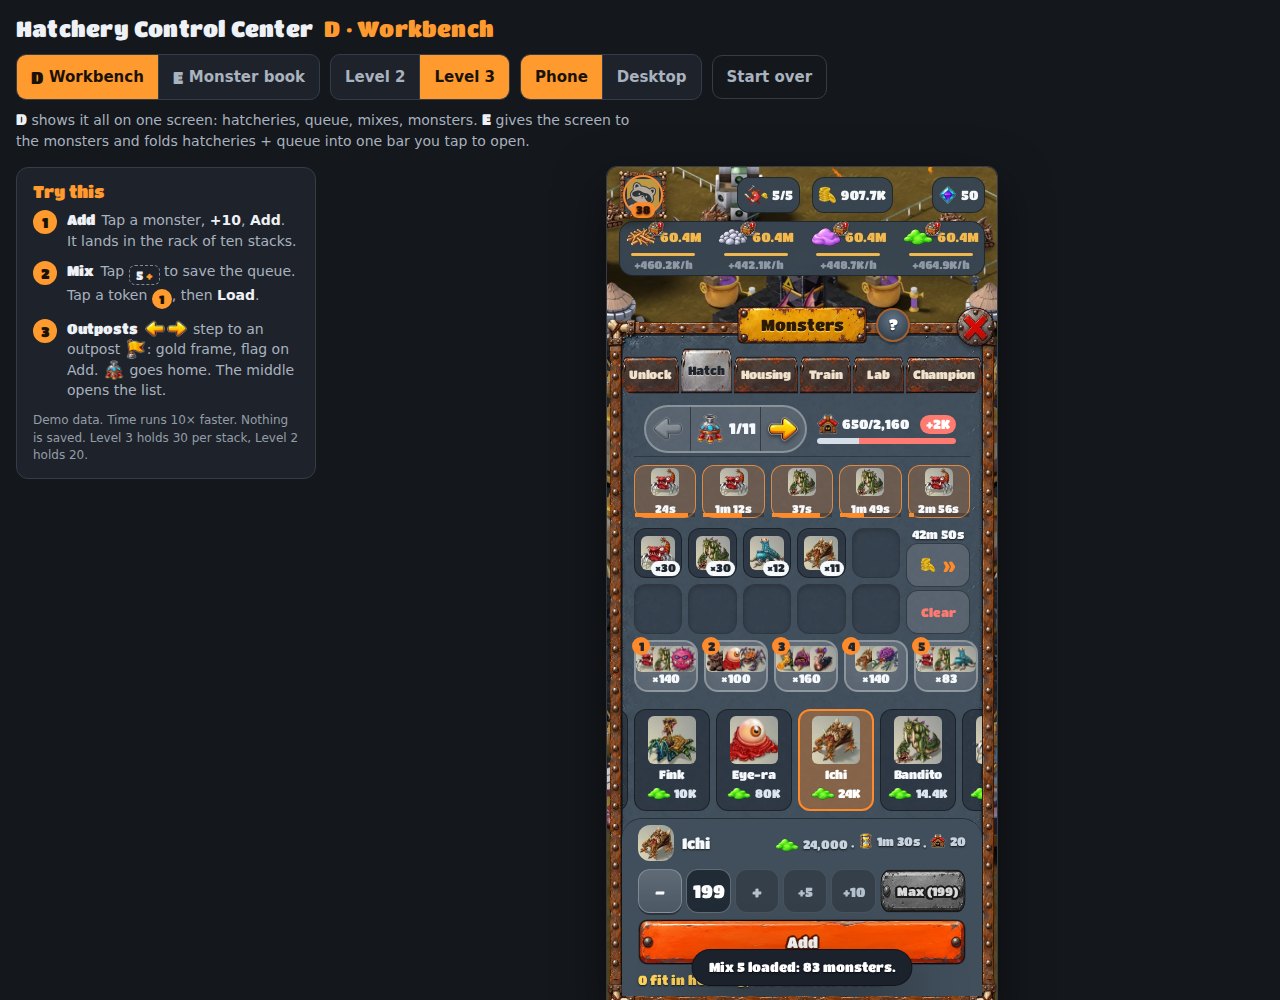 Hatchery Control Center D · Workbench
D Workbench E Monster book Level 2 Level 3 Phone Desktop Start over
D shows it all on one screen: hatcheries, queue, mixes, monsters. E gives the screen to
the monsters and folds hatcheries + queue into one bar you tap to open.
Try this
1 Add Tap a monster, +10, Add.
It lands in the rack of ten stacks.
2 Mix Tap 5+ to save the queue.
Tap a token 1, then Load.
3 Outposts step to an
outpost : gold frame, flag on
Add. goes home. The middle
opens the list.
Demo data. Time runs 10× faster. Nothing
is saved. Level 3 holds 30 per stack, Level 2
holds 20.
30 5/5 907.7K 50
60.4M 60.4M 60.4M 60.4M
+460.2K/h +442.1K/h +448.7K/h +464.9K/h
Monsters ?
Unlock Hatch Housing Train Lab Champion
1/11 650/2,160 +2K
24s 1m 12s 37s 1m 49s 2m 56s
42m 50s
×30 ×30 ×12 ×11 »
Clear
1 2 3 4 5
×140 ×100 ×160 ×140 ×83
Fink Eye-ra Ichi Bandito
10K 80K 24K 14.4K
Ichi 24,000 · 1m 30s · 20
− 199 + +5 +10 Max (199)
Add
Mix 5 loaded: 83 monsters.
0 fit in